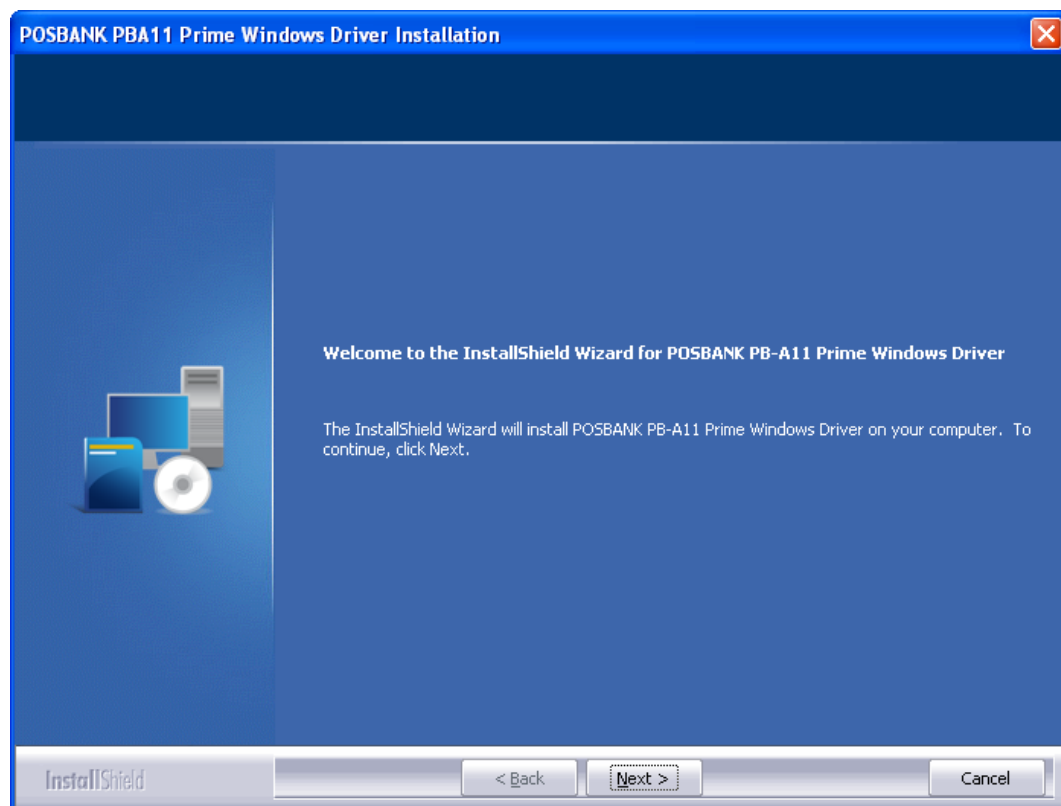 POSBANK PBA11 Prime Windows Driver Installation
Welcome to the InstallShield Wizard for POSBANK PB-A11 Prime Windows Driver
The InstallShield Wizard will install POSBANK PB-A11 Prime Windows Driver on your computer. To
continue, click Next.
InstallShield
< Back
Next >
Cancel